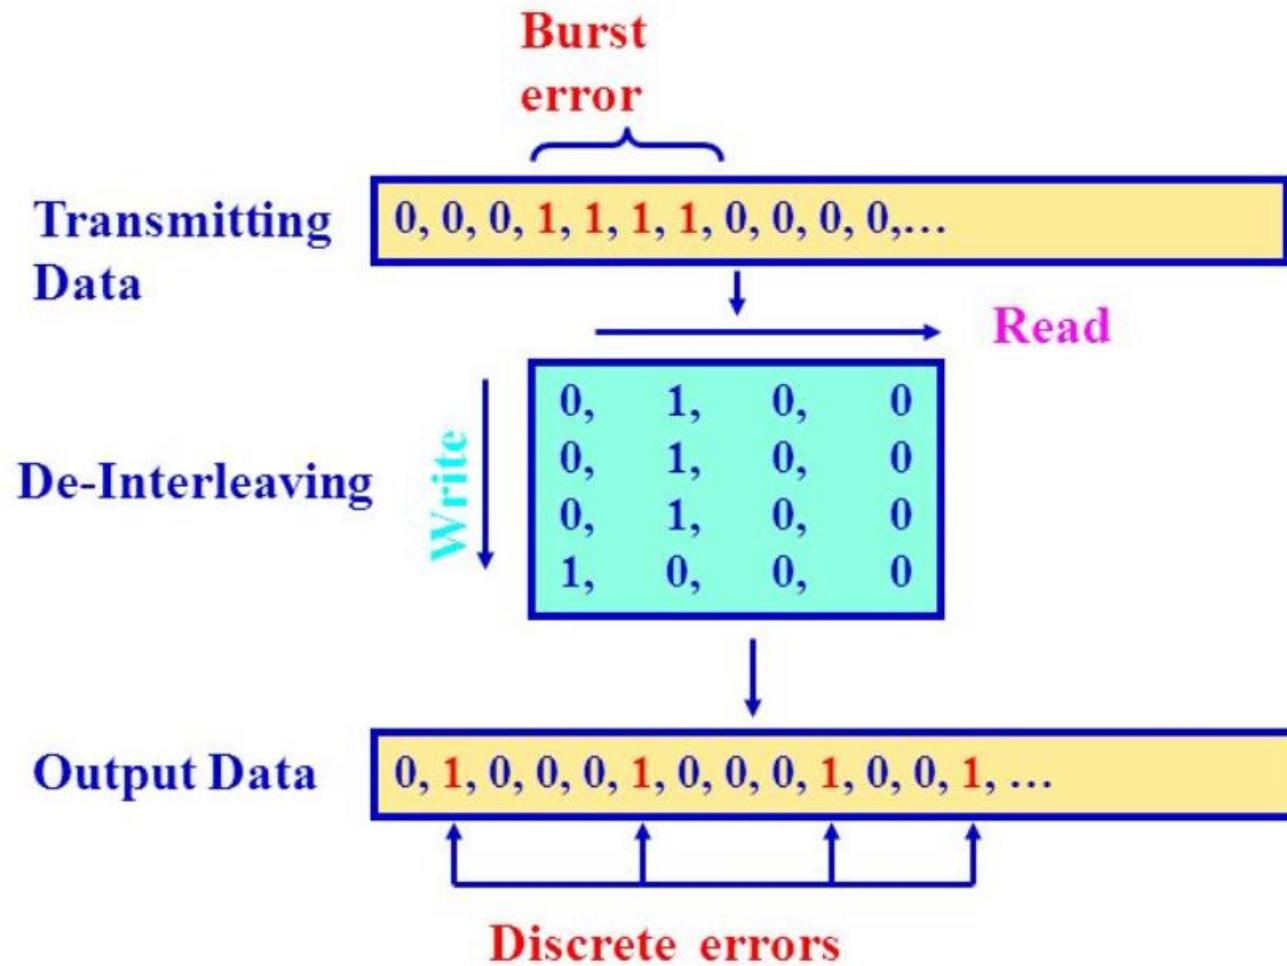 Burst
error
Transmitting
Data
0, 0, 0, 1, 1, 1, 1, 0, 0, 0, 0,...
Read
Write
De-Interleaving
0, 1, 0, 0
0, 1, 0, 0
0, 1, 0, 0
1, 0, 0, 0
Output Data
0, 1, 0, 0, 0, 1, 0, 0, 0, 1, 0, 0, 1, ...
Discrete errors